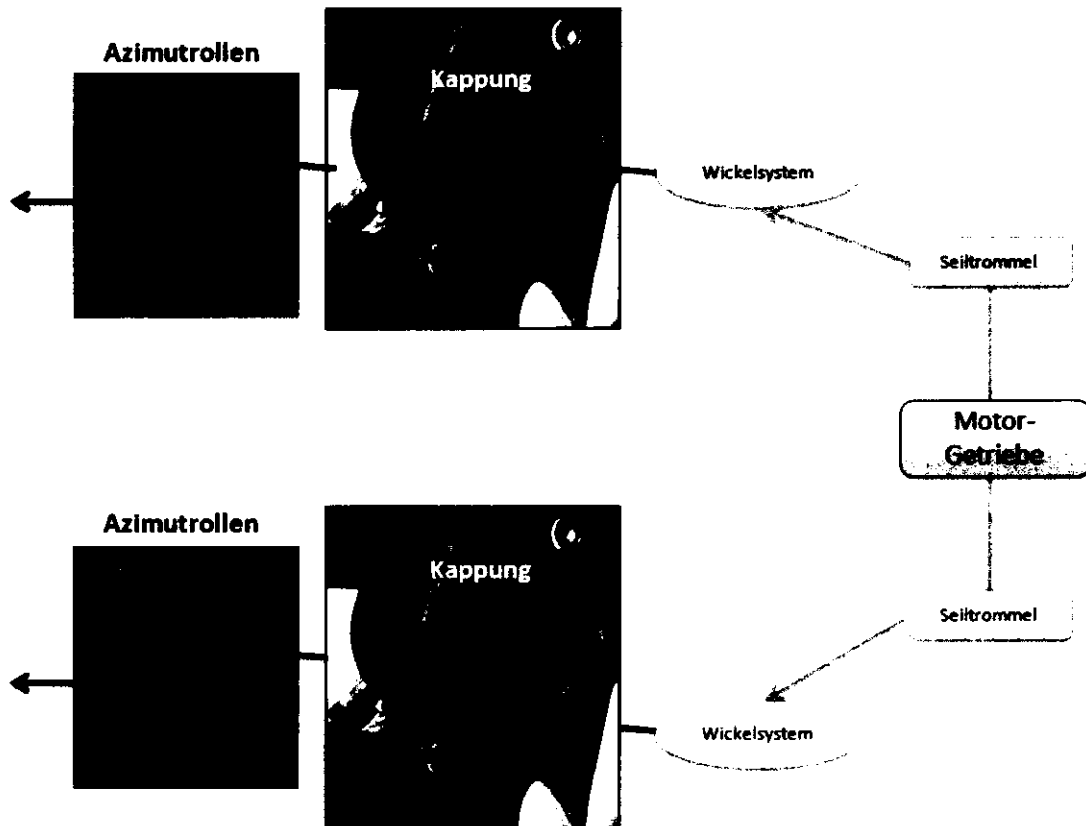 Azimutrollen
Kappung
Wickelsystem
Seiltrommel
Motor-
Getriebe
Azimutrollen
Kappung
Seiltrommel
Wickelsystem